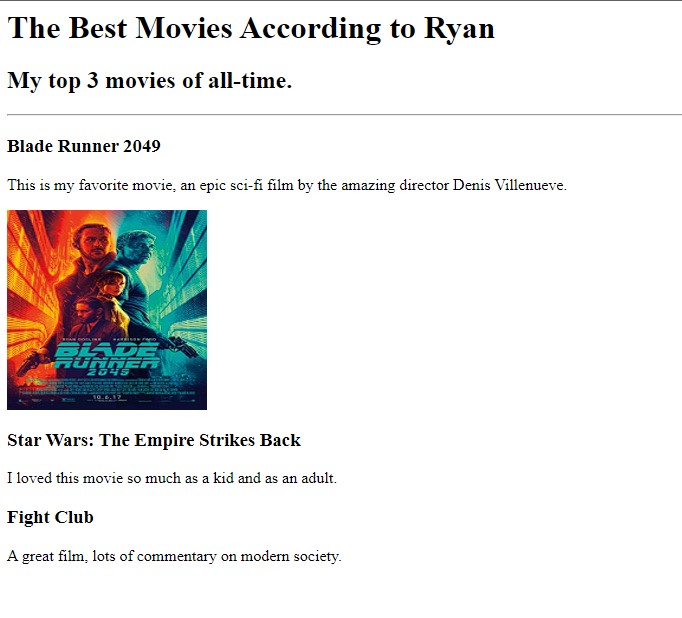 The Best Movies According to Ryan
My top 3 movies of all-time.
Blade Runner 2049
This is my favorite movie, an epic sci-fi film by the amazing director Denis Villenueve.
RYAN GOSLING HARRISON FORD
BLADE
RUNNER
2049
10.6.17
Star Wars: The Empire Strikes Back
I loved this movie so much as a kid and as an adult.
Fight Club
A great film, lots of commentary on modern society.